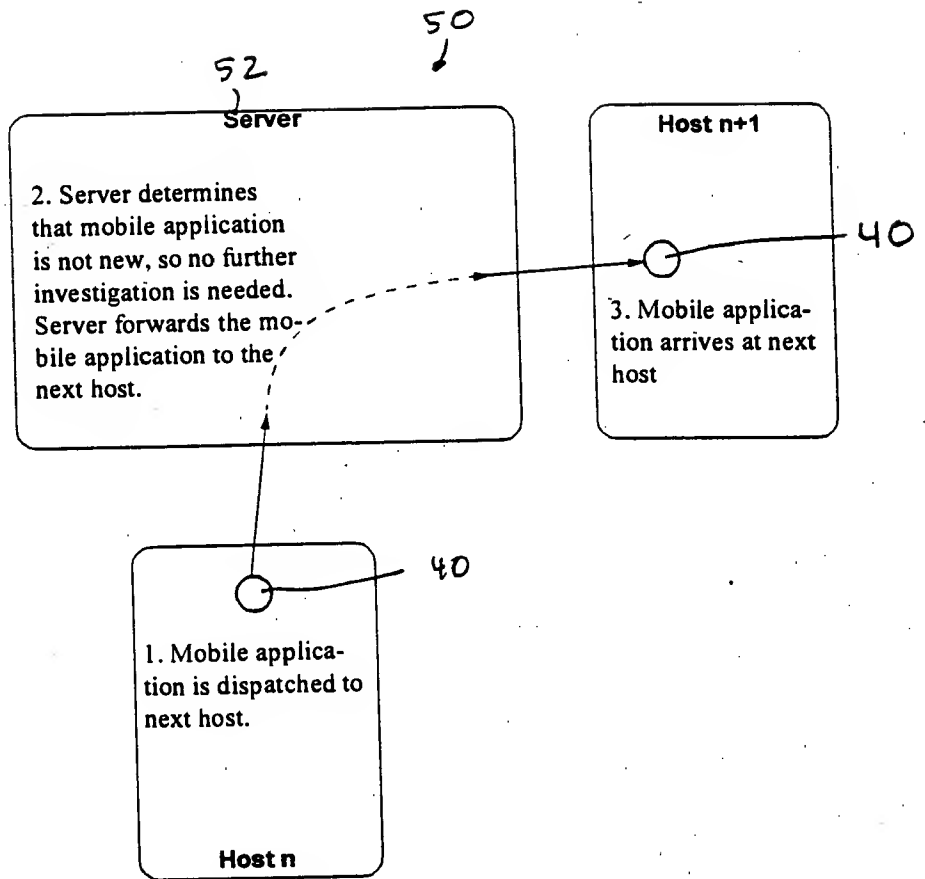 50
52
Server
Host n+1
2. Server determines
that mobile application
is not new, so no further
investigation is needed.
Server forwards the mo-
bile application to the
next host.
40
3. Mobile applica-
tion arrives at next
host
40
1. Mobile applica-
tion is dispatched to
next host.
Host n